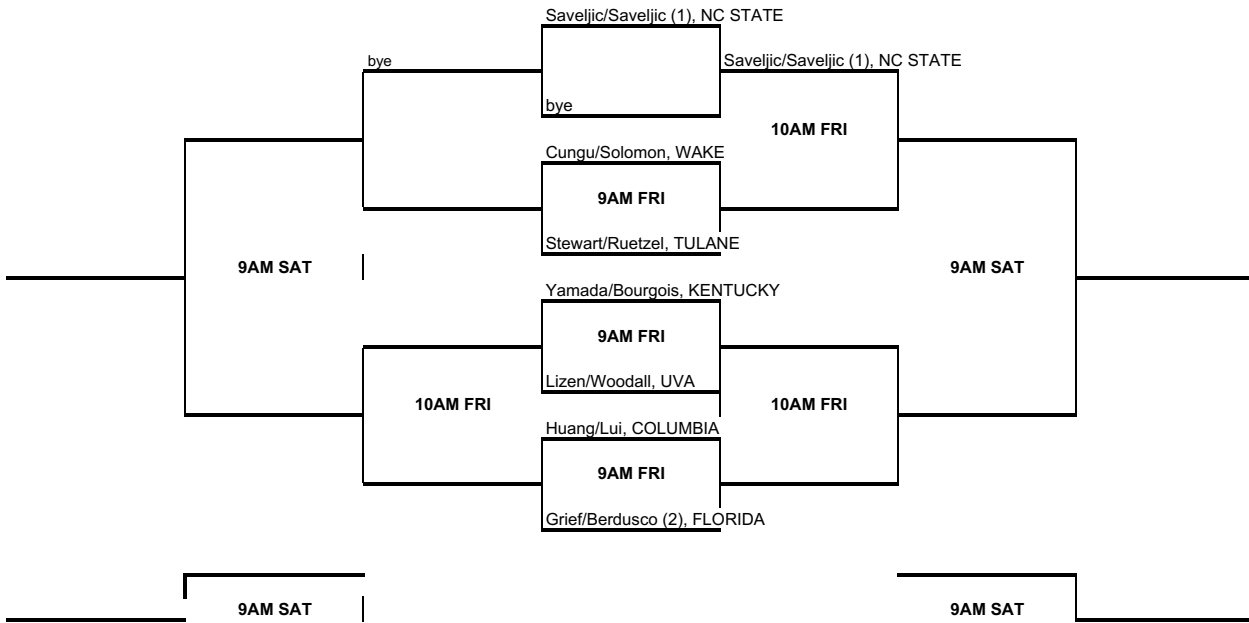 Saveljic/Saveljic (1), NC STATE
bye
Saveljic/Saveljic (1), NC STATE
bye
10AM FRI
Cungu/Solomon, WAKE
9AM FRI
Stewart/Ruetzel, TULANE
9AM SAT
9AM SAT
Yamada/Bourgois, KENTUCKY
9AM FRI
Lizen/Woodall, UVA
10AM FRI
10AM FRI
Huang/Lui, COLUMBIA
9AM FRI
Grief/Berdusco (2), FLORIDA
9AM SAT
9AM SAT